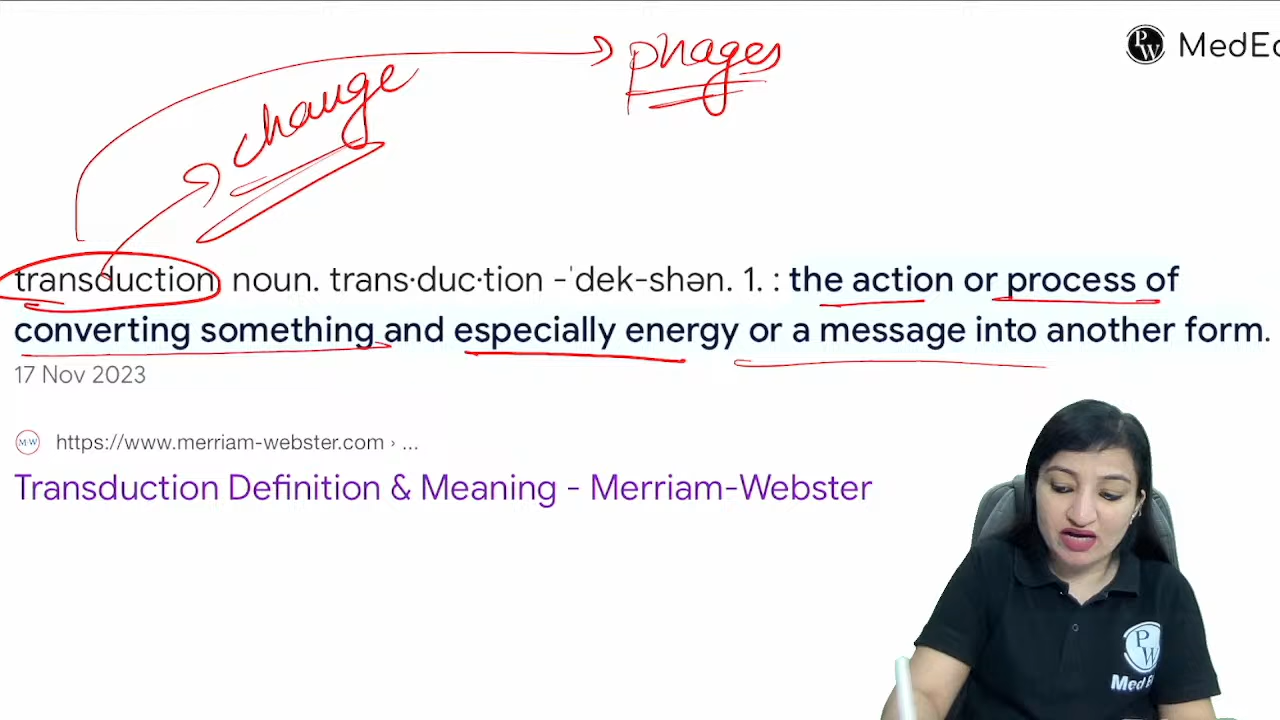 phages
PW MedEd
change
transduction noun. trans·duc·tion -ˈdek-shən. 1. : the action or process of
converting something and especially energy or a message into another form.
17 Nov 2023
M-W https://www.merriam-webster.com › ...
Transduction Definition & Meaning - Merriam-Webster
PW
Med E